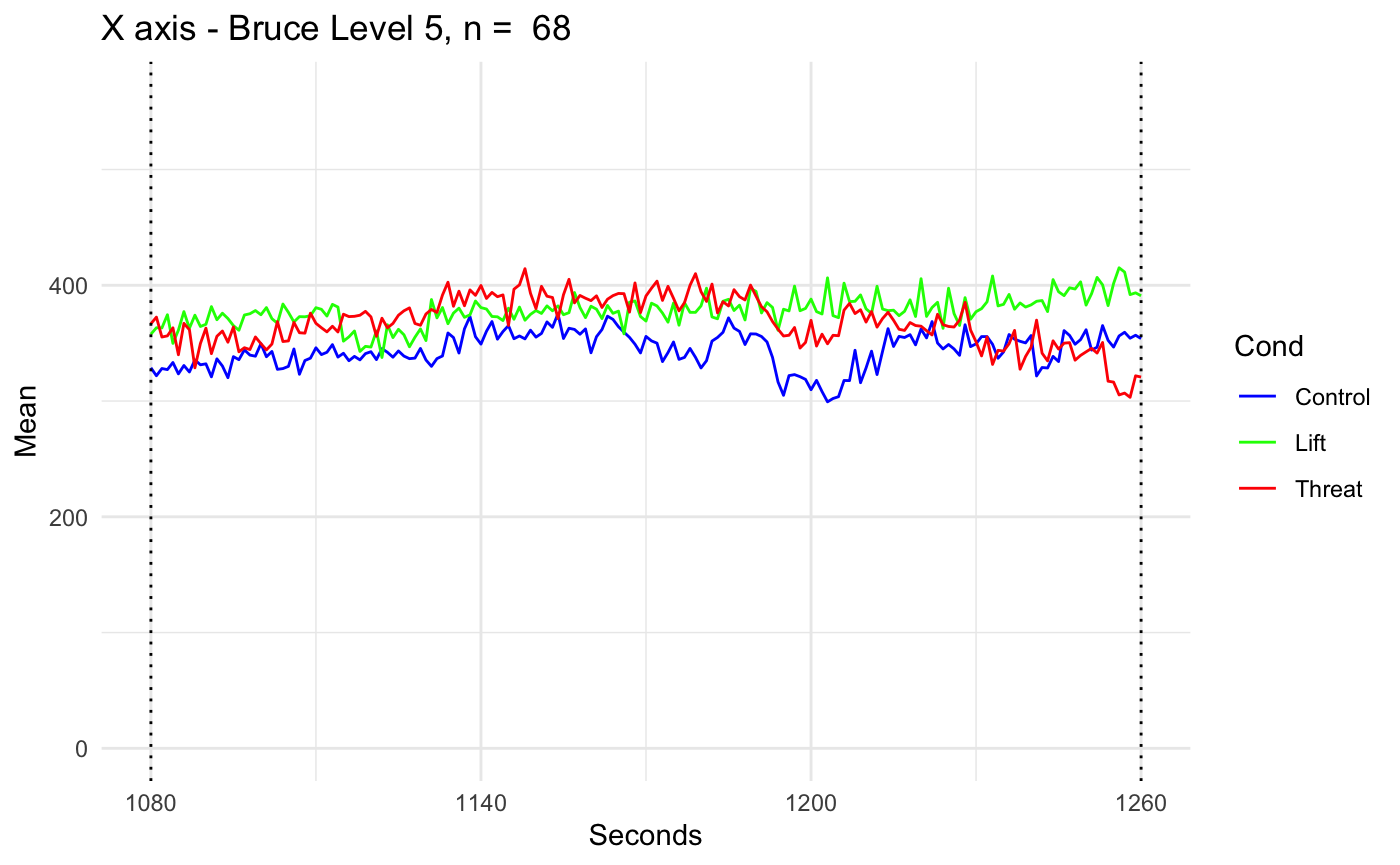 X axis - Bruce Level 5, n =  68
Mean
400
200
0
1080
1140
1200
1260
Seconds
Cond
Control
Lift
Threat